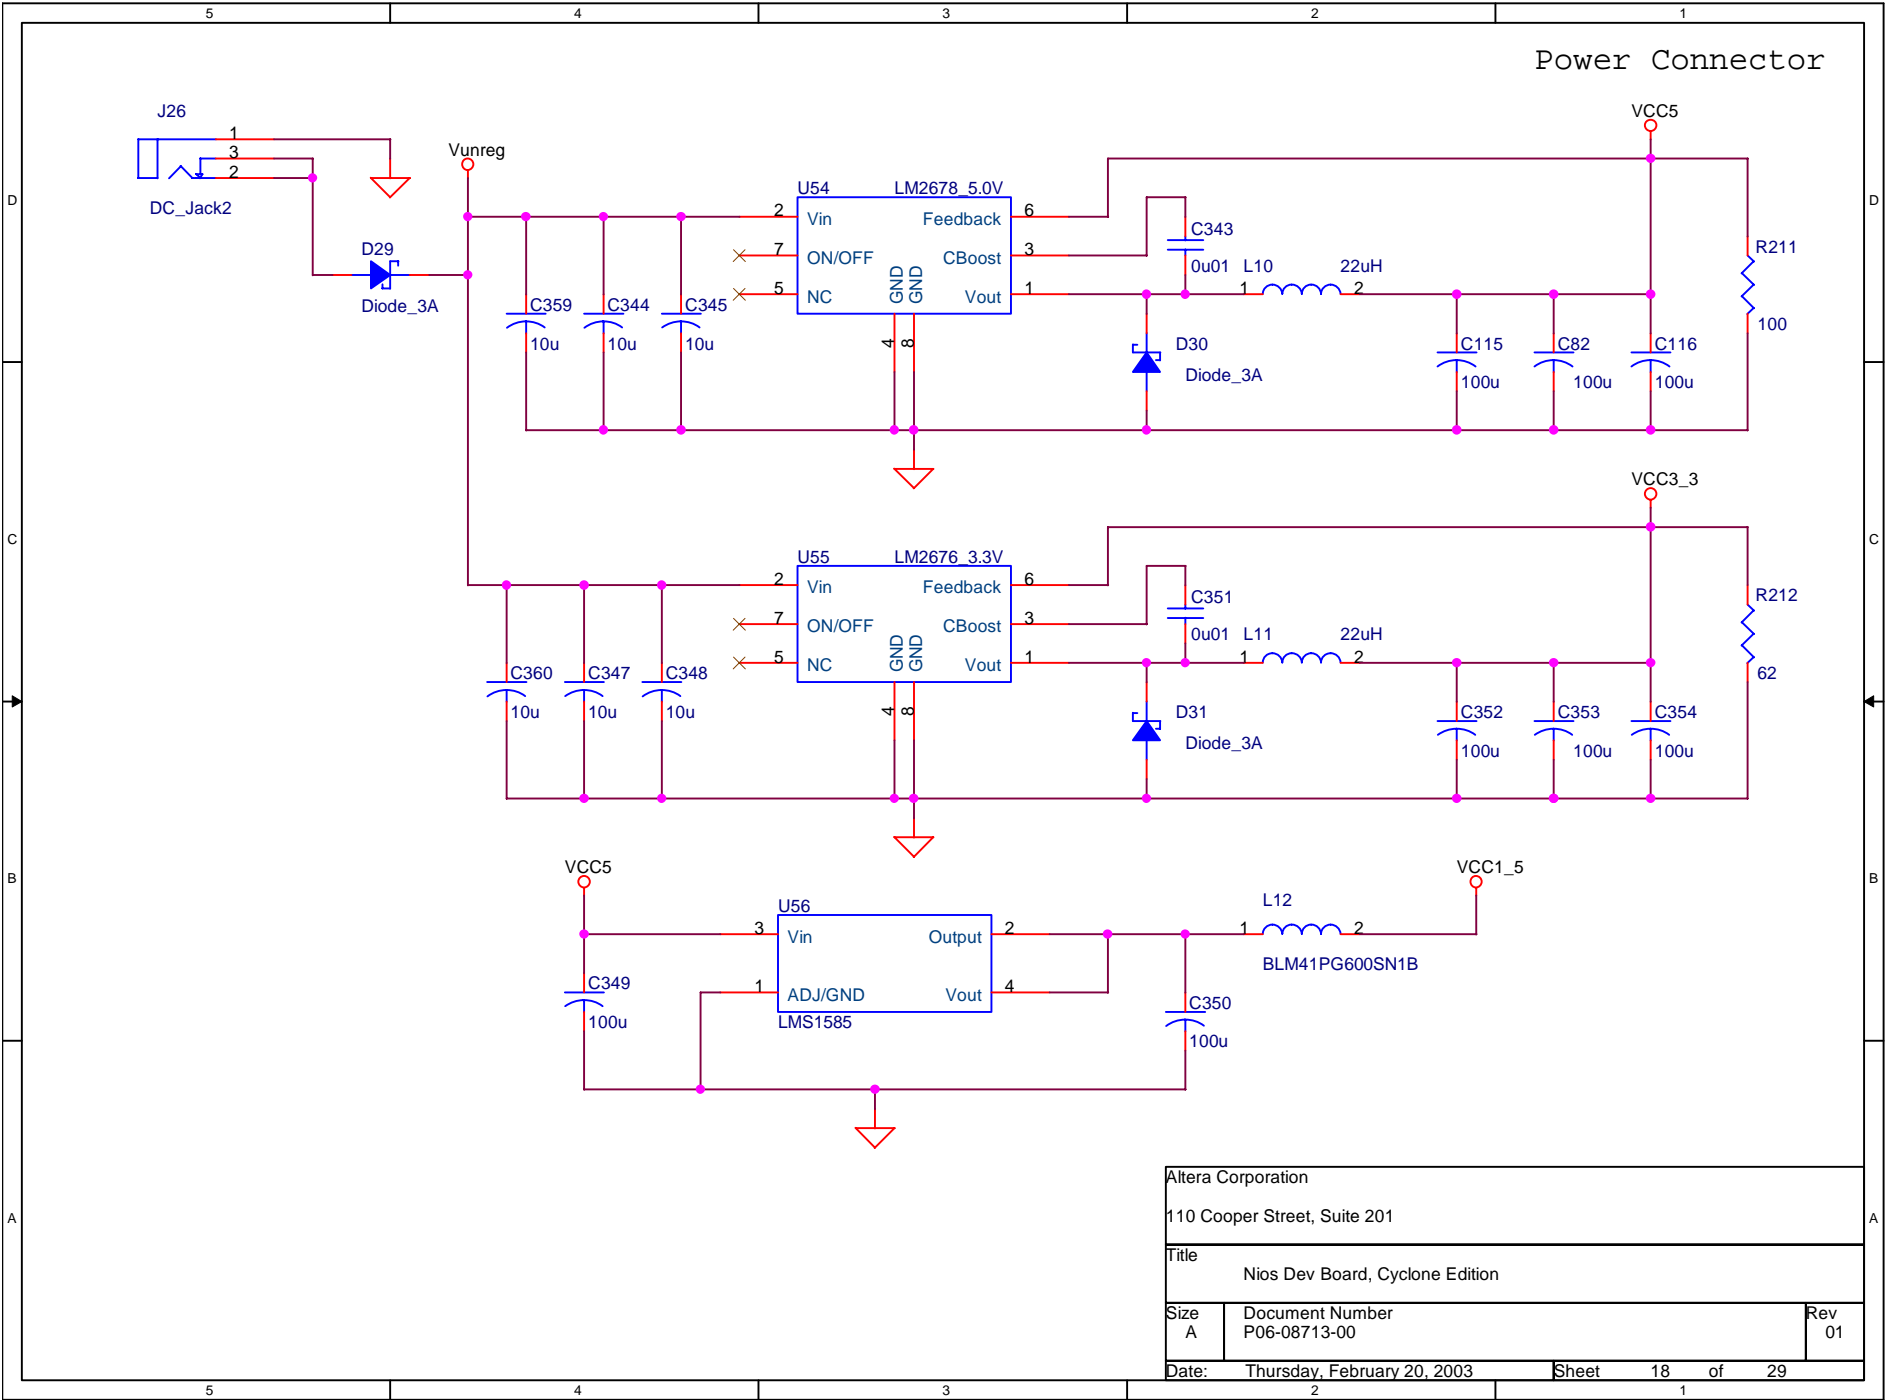 5 4 3 2 1
Power Connector
J26
1
3
2
DC_Jack2
D29
Diode_3A
Vunreg
VCC5
U54 LM2678_5.0V
2 Vin Feedback 6
7 ON/OFF CBoost 3
5 NC GND GND Vout 1
4 8
C359 C344 C345
10u 10u 10u
C343
0u01 L10 22uH
1 2
R211
100
D30
Diode_3A
C115 C82 C116
100u 100u 100u
D D
VCC3_3
C C
U55 LM2676_3.3V
2 Vin Feedback 6
7 ON/OFF CBoost 3
5 NC GND GND Vout 1
4 8
C360 C347 C348
10u 10u 10u
C351
0u01 L11 22uH
1 2
R212
62
D31
Diode_3A
C352 C353 C354
100u 100u 100u
B B
VCC5
VCC1_5
U56
3 Vin Output 2
1 ADJ/GND Vout 4
LMS1585
L12
1 2
BLM41PG600SN1B
C349
100u
C350
100u
A A
Altera Corporation
110 Cooper Street, Suite 201
Title
Nios Dev Board, Cyclone Edition
Size Document Number Rev
A P06-08713-00 01
Date: Thursday, February 20, 2003 Sheet 18 of 29
5 4 3 2 1